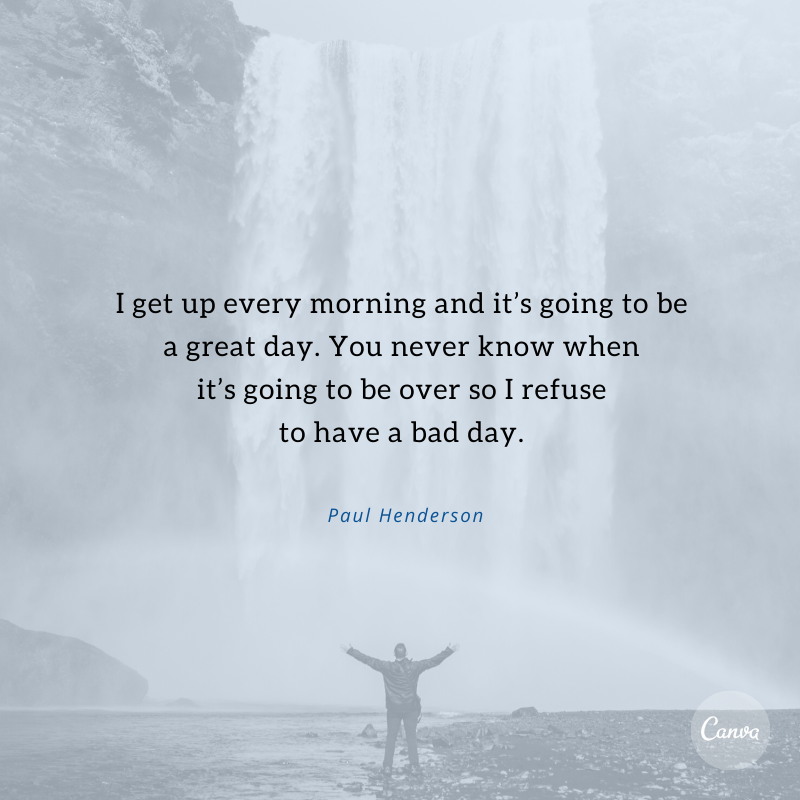 I get up every morning and it’s going to be
a great day. You never know when
it’s going to be over so I refuse
to have a bad day.
Paul Henderson
Canva